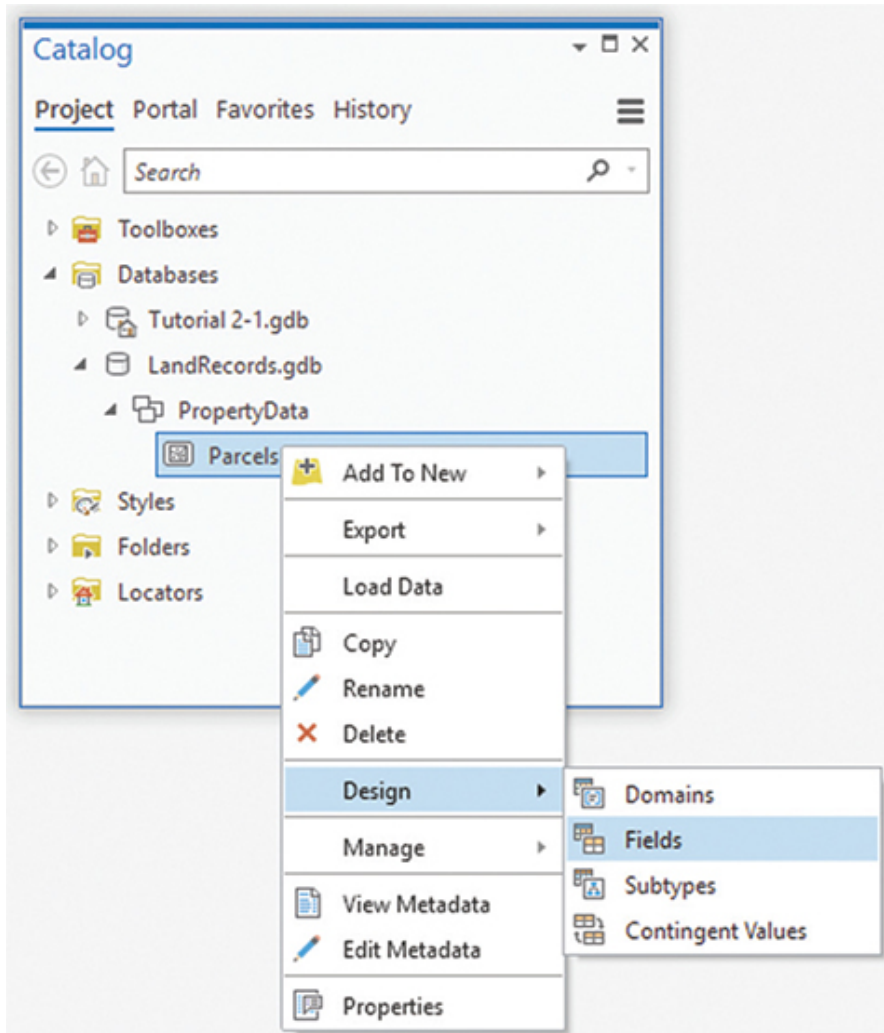 Catalog
Project Portal Favorites History
Search
Toolboxes
Databases
Tutorial 2-1.gdb
LandRecords.gdb
PropertyData
Parcels
Styles
Folders
Locators
Add To New
Export
Load Data
Copy
Rename
Delete
Design
Manage
View Metadata
Edit Metadata
Properties
Domains
Fields
Subtypes
Contingent Values